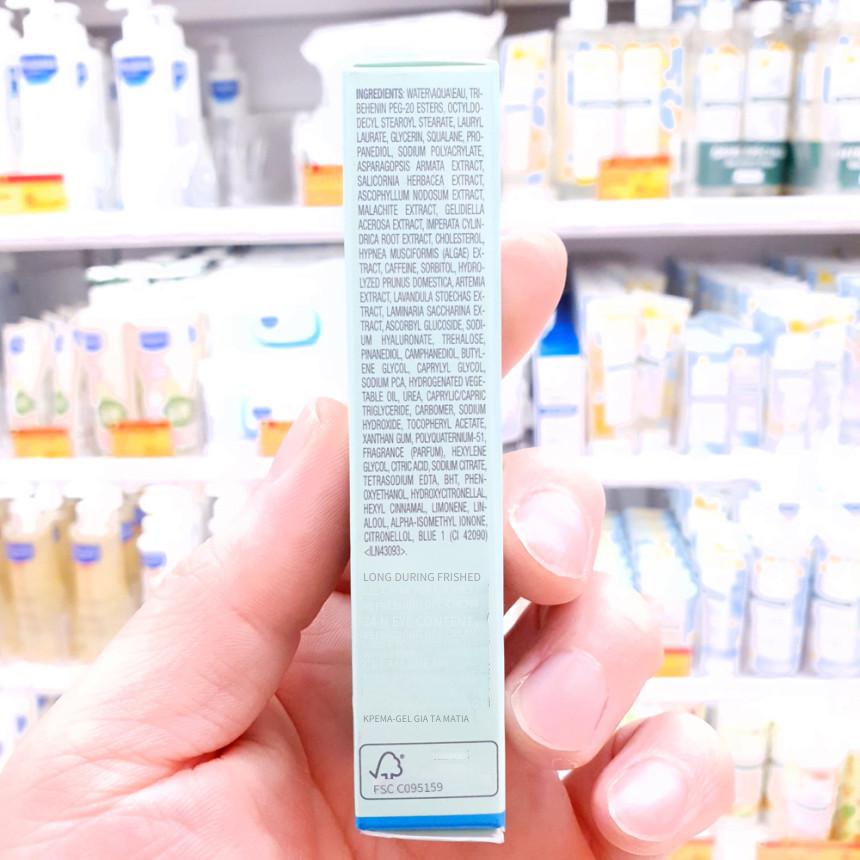 INGREDIENTS: WATER\AQUA\EAU, TRI-
BEHENIN PEG-20 ESTERS, OCTYLDO-
DECYL STEAROYL STEARATE, LAURYL
LAURATE, GLYCERIN, SQUALANE, PRO-
PANEDIOL, SODIUM POLYACRYLATE,
ASPARAGOPSIS ARMATA EXTRACT,
SALICORNIA HERBACEA EXTRACT,
ASCOPHYLLUM NODOSUM EXTRACT,
MALACHITE EXTRACT, GELIDIELLA
ACEROSA EXTRACT, IMPERATA CYLIN-
DRICA ROOT EXTRACT, CHOLESTEROL,
HYPNEA MUSCIFORMIS (ALGAE) EX-
TRACT, CAFFEINE, SORBITOL, HYDRO-
LYZED PRUNUS DOMESTICA, ARTEMIA
EXTRACT, LAVANDULA STOECHAS EX-
TRACT, LAMINARIA SACCHARINA EX-
TRACT, ASCORBYL GLUCOSIDE, SODI-
UM HYALURONATE, TREHALOSE,
PINANEDIOL, CAMPHANEDIOL, BUTYL-
ENE GLYCOL, CAPRYLYL GLYCOL,
SODIUM PCA, HYDROGENATED VEGE-
TABLE OIL, UREA, CAPRYLIC/CAPRIC
TRIGLYCERIDE, CARBOMER, SODIUM
HYDROXIDE, TOCOPHERYL ACETATE,
XANTHAN GUM, POLYQUATERNIUM-51,
FRAGRANCE (PARFUM), HEXYLENE
GLYCOL, CITRIC ACID, SODIUM CITRATE,
TETRASODIUM EDTA, BHT, PHEN-
OXYETHANOL, HYDROXYCITRONELLAL,
HEXYL CINNAMAL, LIMONENE, LIN-
ALOOL, ALPHA-ISOMETHYL IONONE,
CITRONELLOL, BLUE 1 (CI 42090)
<ILN43093>.
LONG DURING FRISHED
24 H EYE CONTENT
KPEMA-GEL GIA TA MATIA
FSC C095159